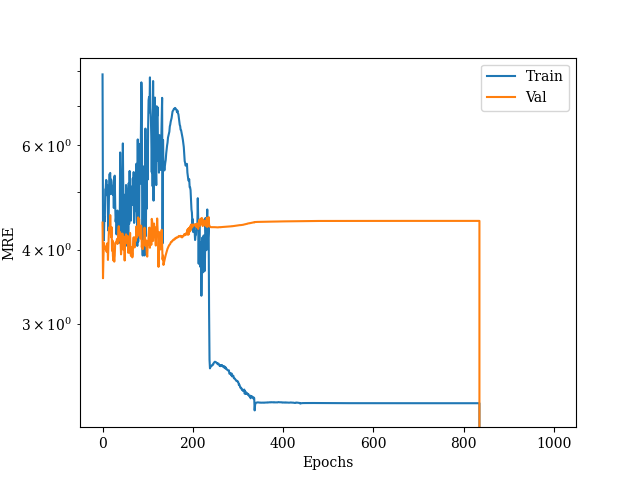 Train
Val
6 × 10⁰
4 × 10⁰
3 × 10⁰
MRE
0 200 400 600 800 1000
Epochs